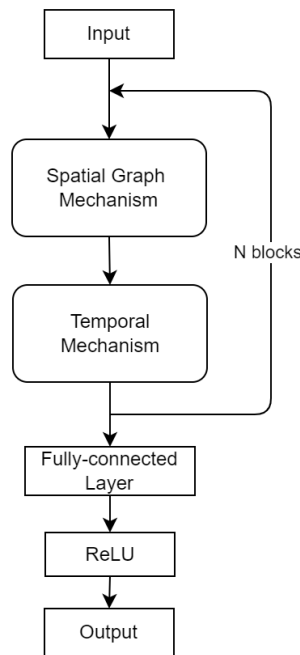 Input
Spatial Graph
Mechanism
N blocks
Temporal
Mechanism
Fully-connected
Layer
ReLU
Output